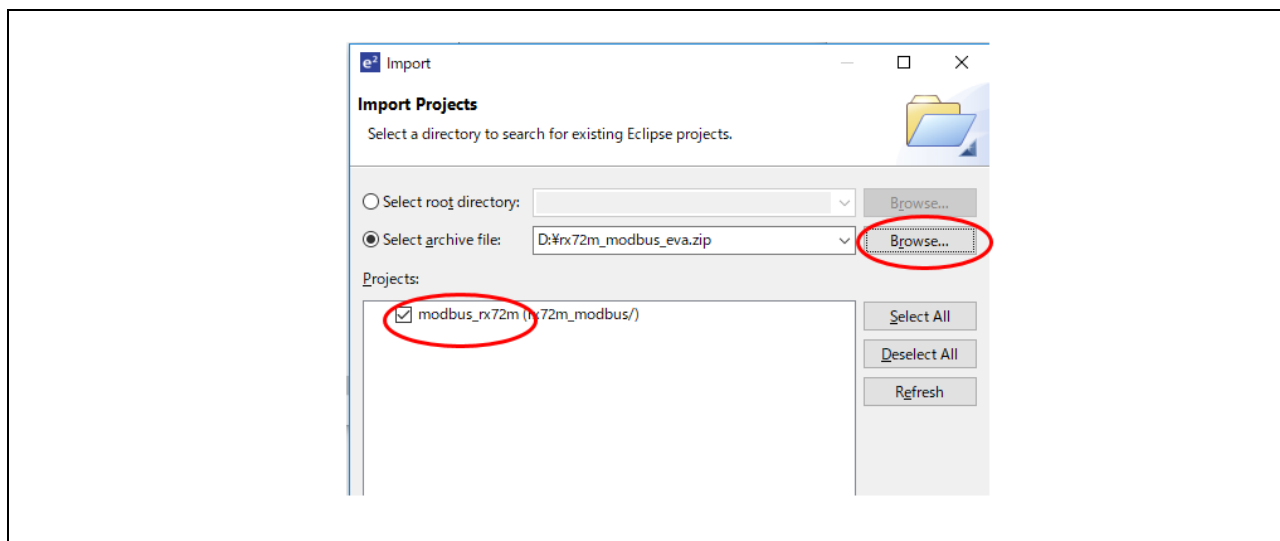 e² Import
Import Projects
Select a directory to search for existing Eclipse projects.
Select root directory: Browse...
Select archive file: D:¥rx72m_modbus_eva.zip Browse...
Projects:
modbus_rx72m (rx72m_modbus/) Select All
Deselect All
Refresh